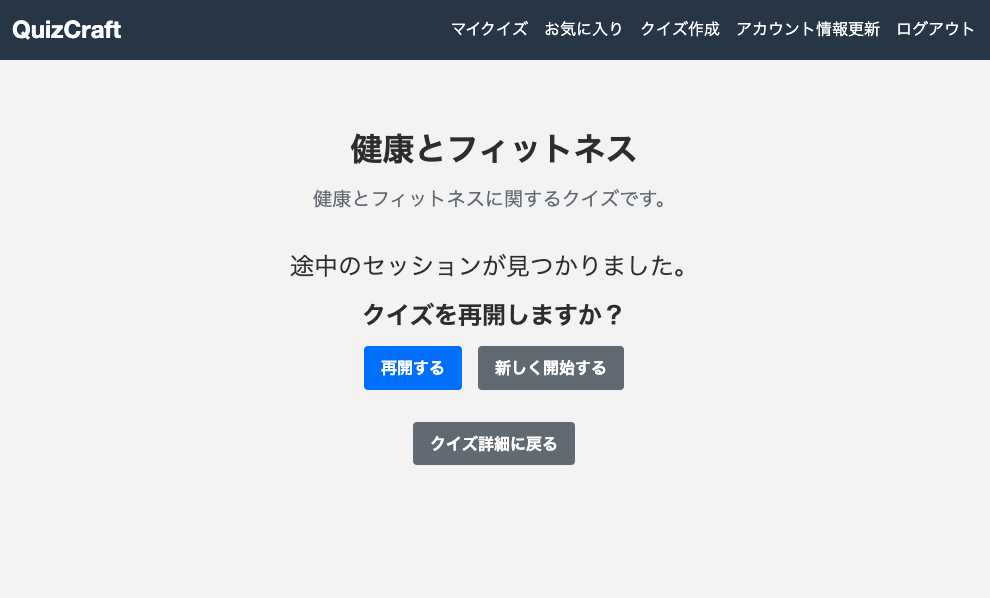 QuizCraft マイクイズ お気に入り クイズ作成 アカウント情報更新 ログアウト
健康とフィットネス
健康とフィットネスに関するクイズです。
途中のセッションが見つかりました。
クイズを再開しますか？
再開する 新しく開始する
クイズ詳細に戻る